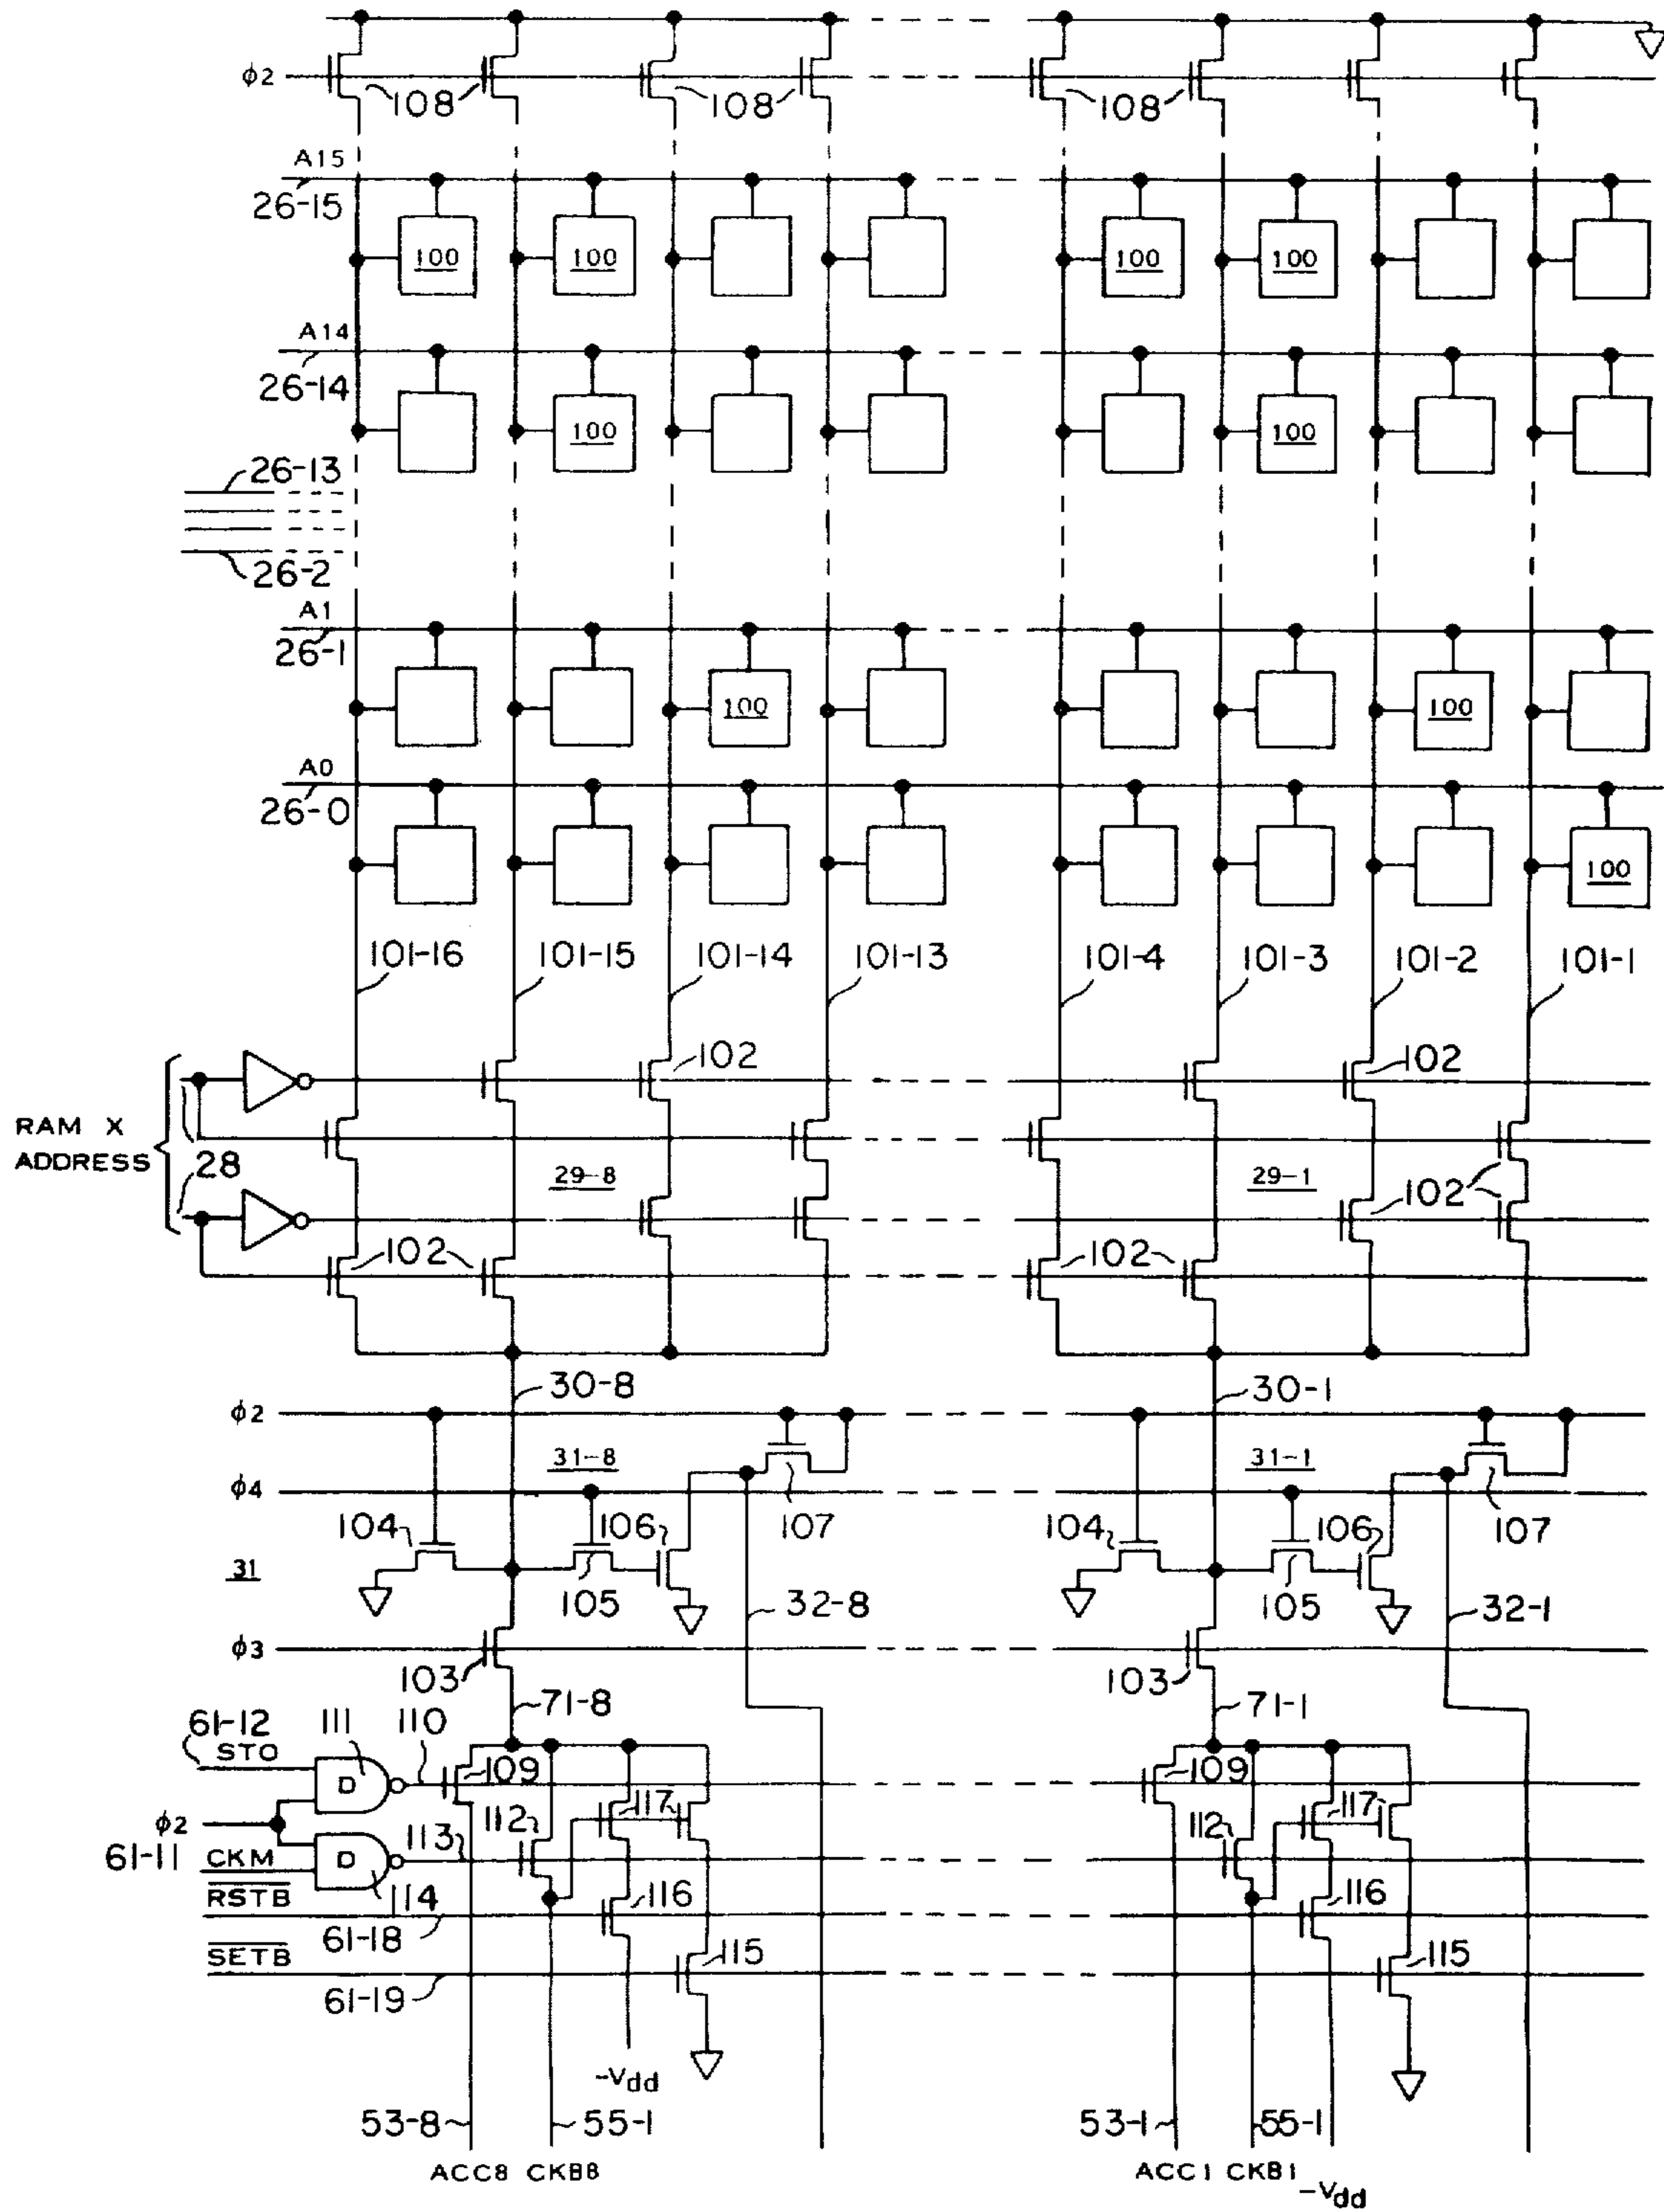 φ2
108 108 108
A15
26-15
100 100 100 100
A14
26-14
100 100
26-13
26-2
A1
26-1
100 100
A0
26-0
100
101-16 101-15 101-14 101-13 101-4 101-3 101-2 101-1
102 102
RAM X
ADDRESS
28 29-8 29-1 102
102
102 102
30-8 30-1
φ2
31-8 31-1
φ4
104 106 107 104 106 107
31
105 32-8 105 32-1
φ3
103 103
71-8 71-1
61-12 111 110
STO
D 109 109
φ2 112 117 112 117
61-11 113
CKM D
RSTB 114 116 116
61-18
SETB 115 115
61-19
-Vdd
53-8 55-1 53-1 55-1
ACC8 CKB8 ACC1 CKB1
-Vdd